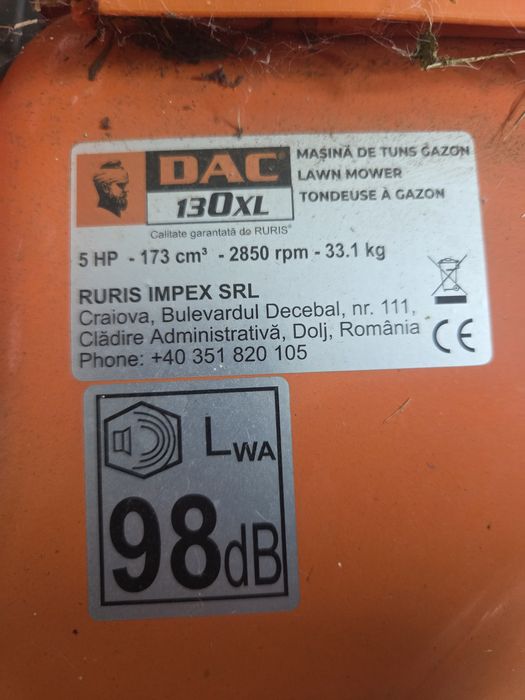 DAC®
130XL
Calitate garantată de RURIS®
MAȘINĂ DE TUNS GAZON
LAWN MOWER
TONDEUSE À GAZON
5 HP - 173 cm³ - 2850 rpm - 33.1 kg
RURIS IMPEX SRL
Craiova, Bulevardul Decebal, nr. 111,
Clădire Administrativă, Dolj, România
Phone: +40 351 820 105
CE
LWA
98dB